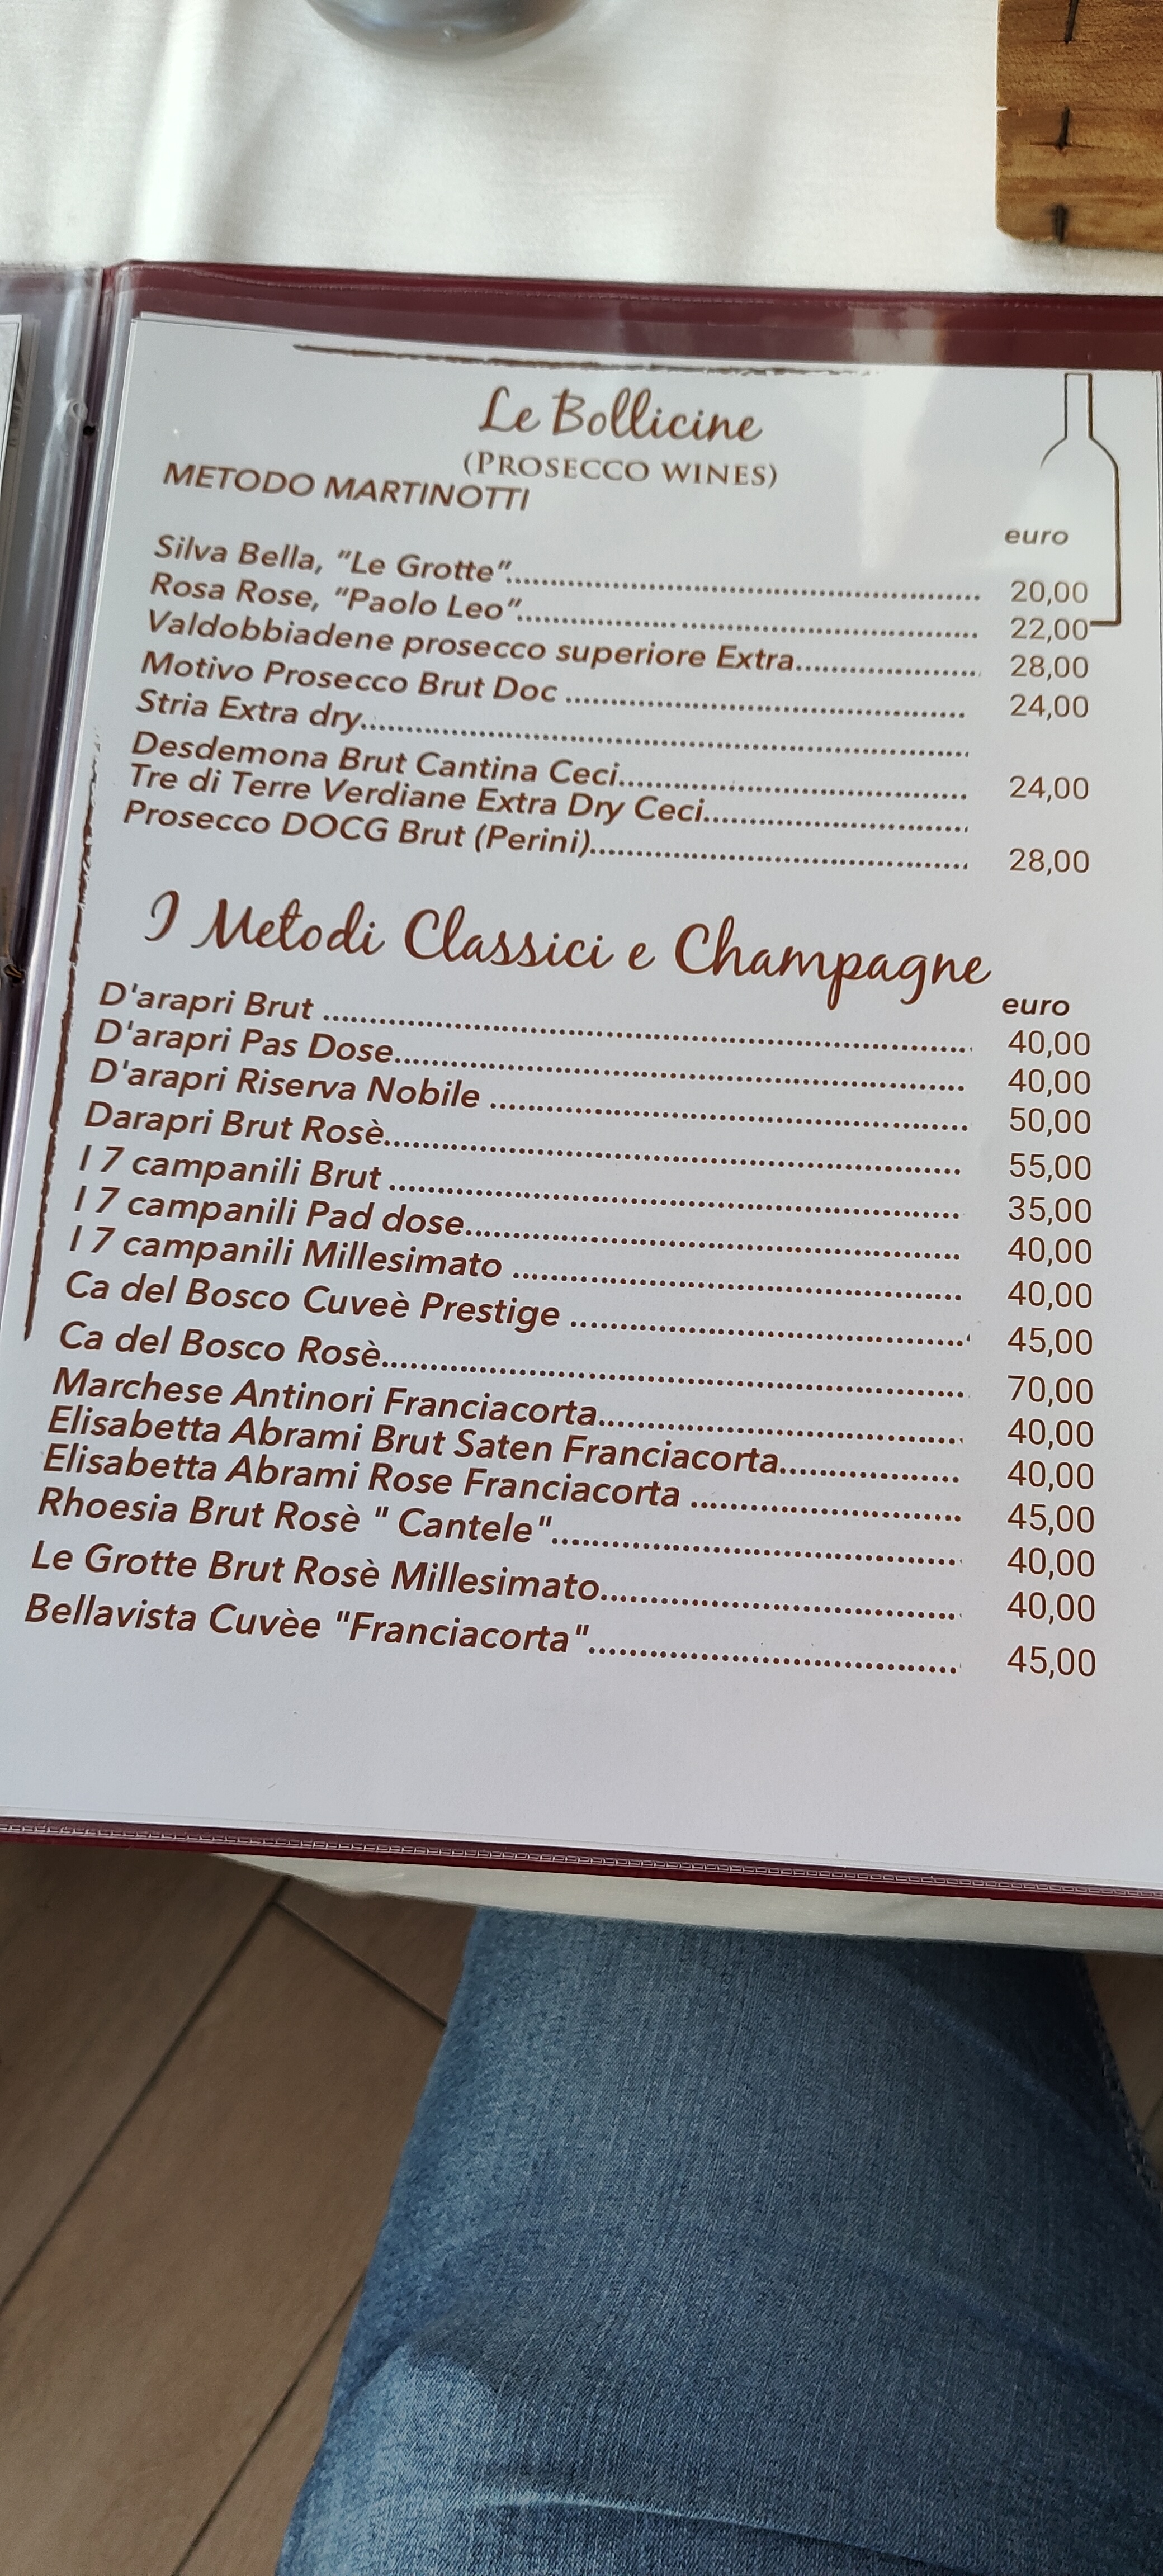 Le Bollicine
(PROSECCO WINES)
METODO MARTINOTTI
euro
Silva Bella, "Le Grotte"........................................ 20,00
Rosa Rose, "Paolo Leo"........................................ 22,00
Valdobbiadene prosecco superiore Extra.................... 28,00
Motivo Prosecco Brut Doc ........................................ 24,00
Stria Extra dry........................................
Desdemona Brut Cantina Ceci........................................ 24,00
Tre di Terre Verdiane Extra Dry Ceci..............................
Prosecco DOCG Brut (Perini)........................................ 28,00
I Metodi Classici e Champagne
euro
D'arapri Brut ........................................ 40,00
D'arapri Pas Dose........................................ 40,00
D'arapri Riserva Nobile ........................................ 50,00
Darapri Brut Rosè........................................ 55,00
I 7 campanili Brut ........................................ 35,00
I 7 campanili Pad dose........................................ 40,00
I 7 campanili Millesimato ........................................ 40,00
Ca del Bosco Cuveè Prestige ........................................ 45,00
Ca del Bosco Rosè........................................ 70,00
Marchese Antinori Franciacorta.............................. 40,00
Elisabetta Abrami Brut Saten Franciacorta.................... 40,00
Elisabetta Abrami Rose Franciacorta .............................. 45,00
Rhoesia Brut Rosè " Cantele"........................................ 40,00
Le Grotte Brut Rosè Millesimato.............................. 40,00
Bellavista Cuvèe "Franciacorta".............................. 45,00